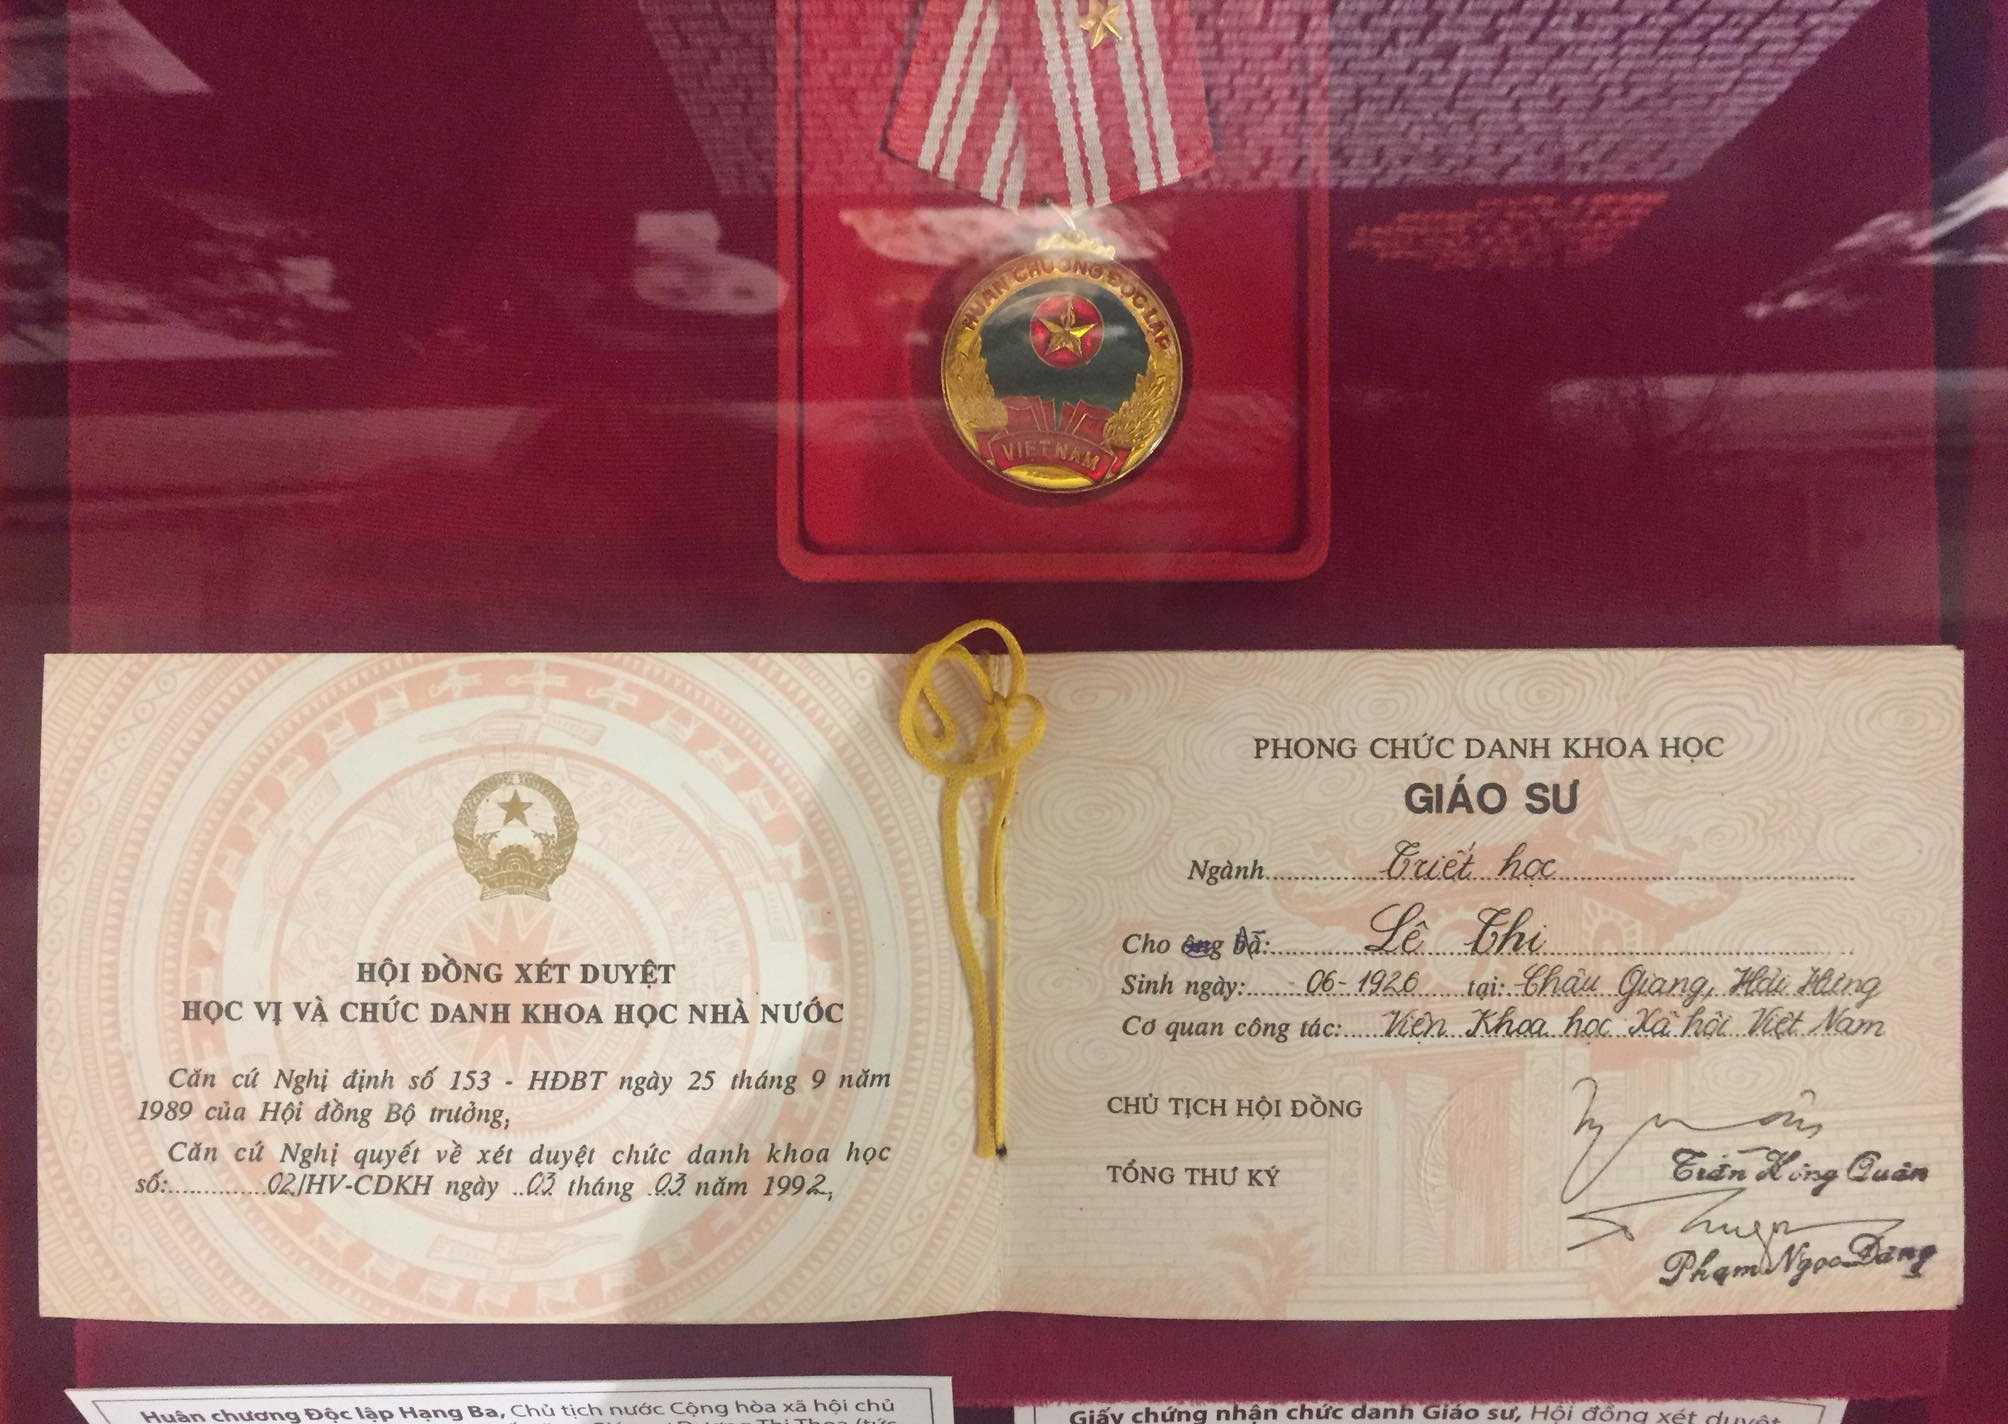 HUÂN CHƯƠNG ĐỘC LẬP
VIỆT NAM
HỘI ĐỒNG XÉT DUYỆT
HỌC VỊ VÀ CHỨC DANH KHOA HỌC NHÀ NƯỚC
Căn cứ Nghị định số 153 - HĐBT ngày 25 tháng 9 năm
1989 của Hội đồng Bộ trưởng;
Căn cứ Nghị quyết về xét duyệt chức danh khoa học
số:.............02/HV-CDKH ngày ..03 tháng .03 năm 1992,
PHONG CHỨC DANH KHOA HỌC
GIÁO SƯ
Ngành.............Triết học.............
Cho ông bà:.............Lê Thi.............
Sinh ngày:......- 06-1926 ..... tại:..Châu Giang, Hải Hưng
Cơ quan công tác:.....Viện Khoa học Xã hội Việt Nam
CHỦ TỊCH HỘI ĐỒNG
Trần Hồng Quân
TỔNG THƯ KÝ
Phạm Ngọc Đăng
Huân chương Độc lập Hạng Ba, Chủ tịch nước Cộng hòa xã hội chủ
Giấy chứng nhận chức danh Giáo sư, Hội đồng xét duyệt